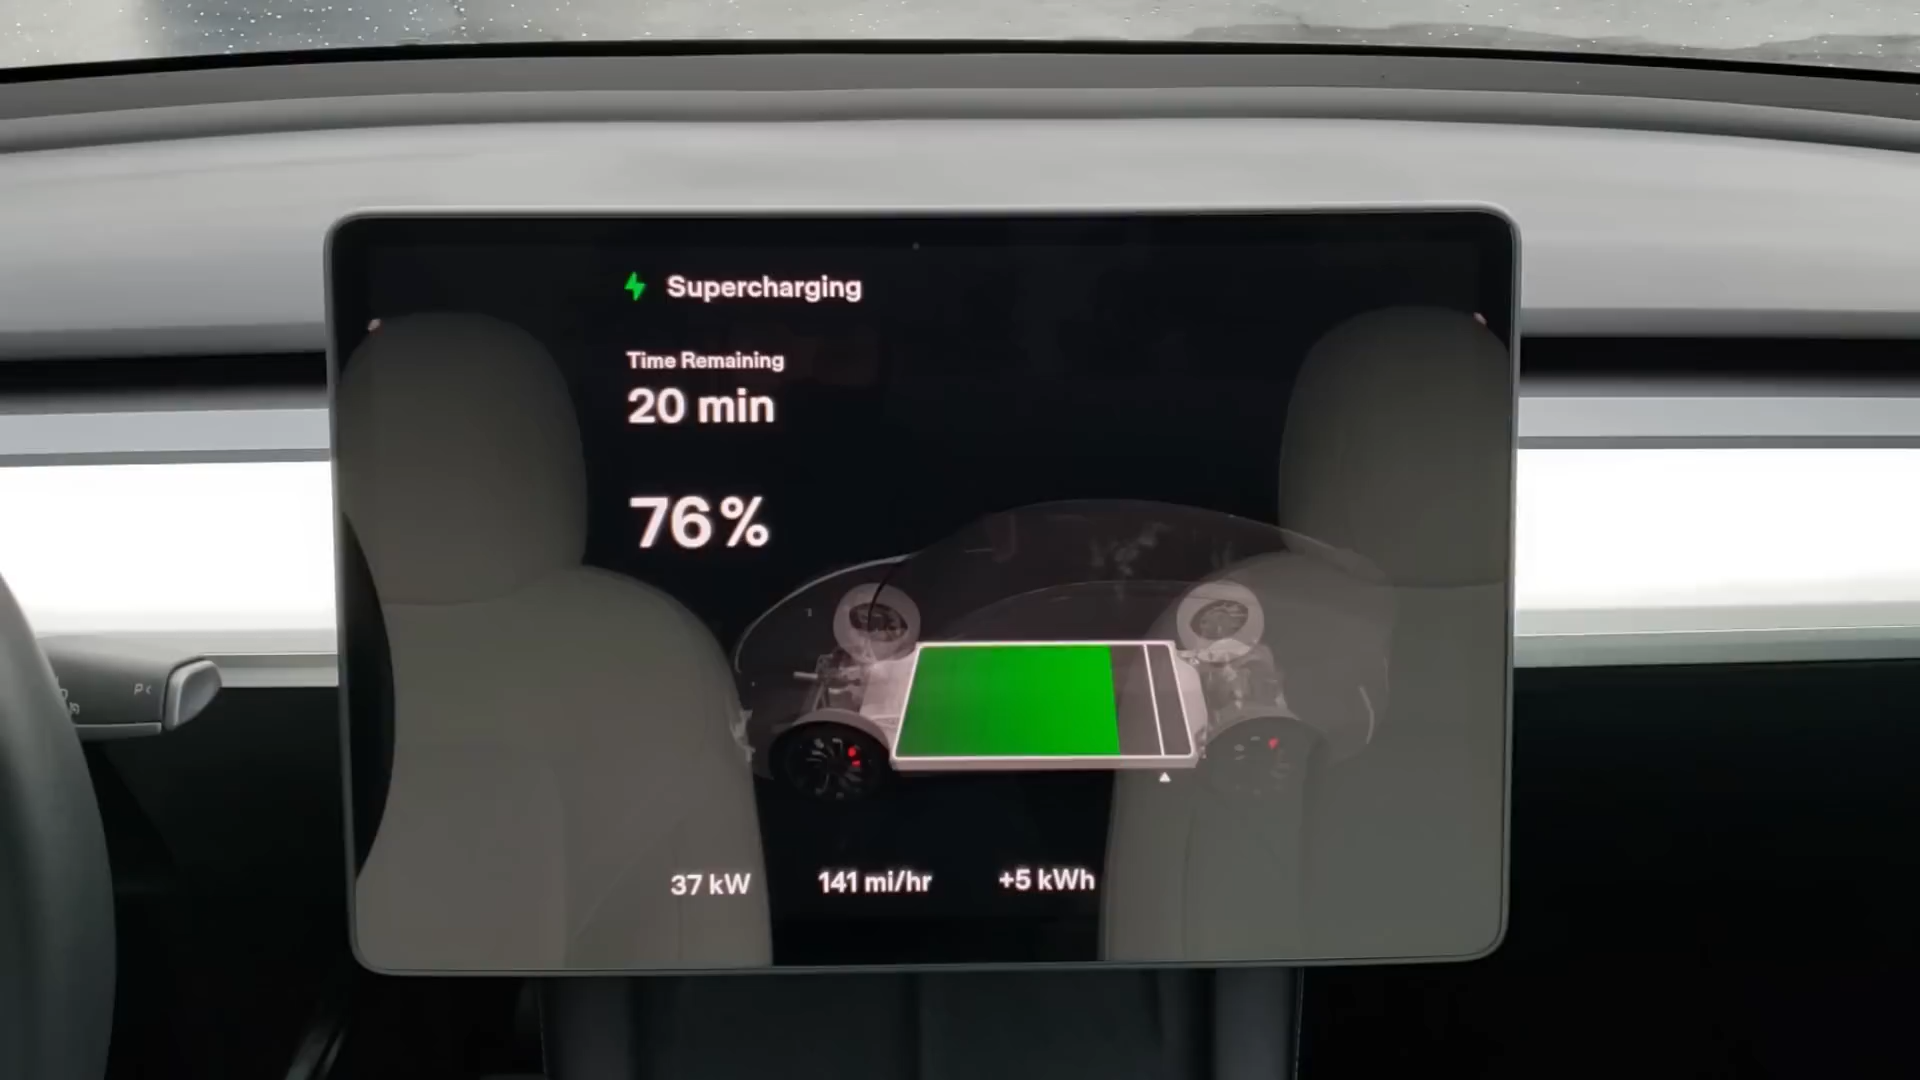 Supercharging
Time Remaining
20 min
76%
37 kW
141 mi/hr
+5 kWh
P